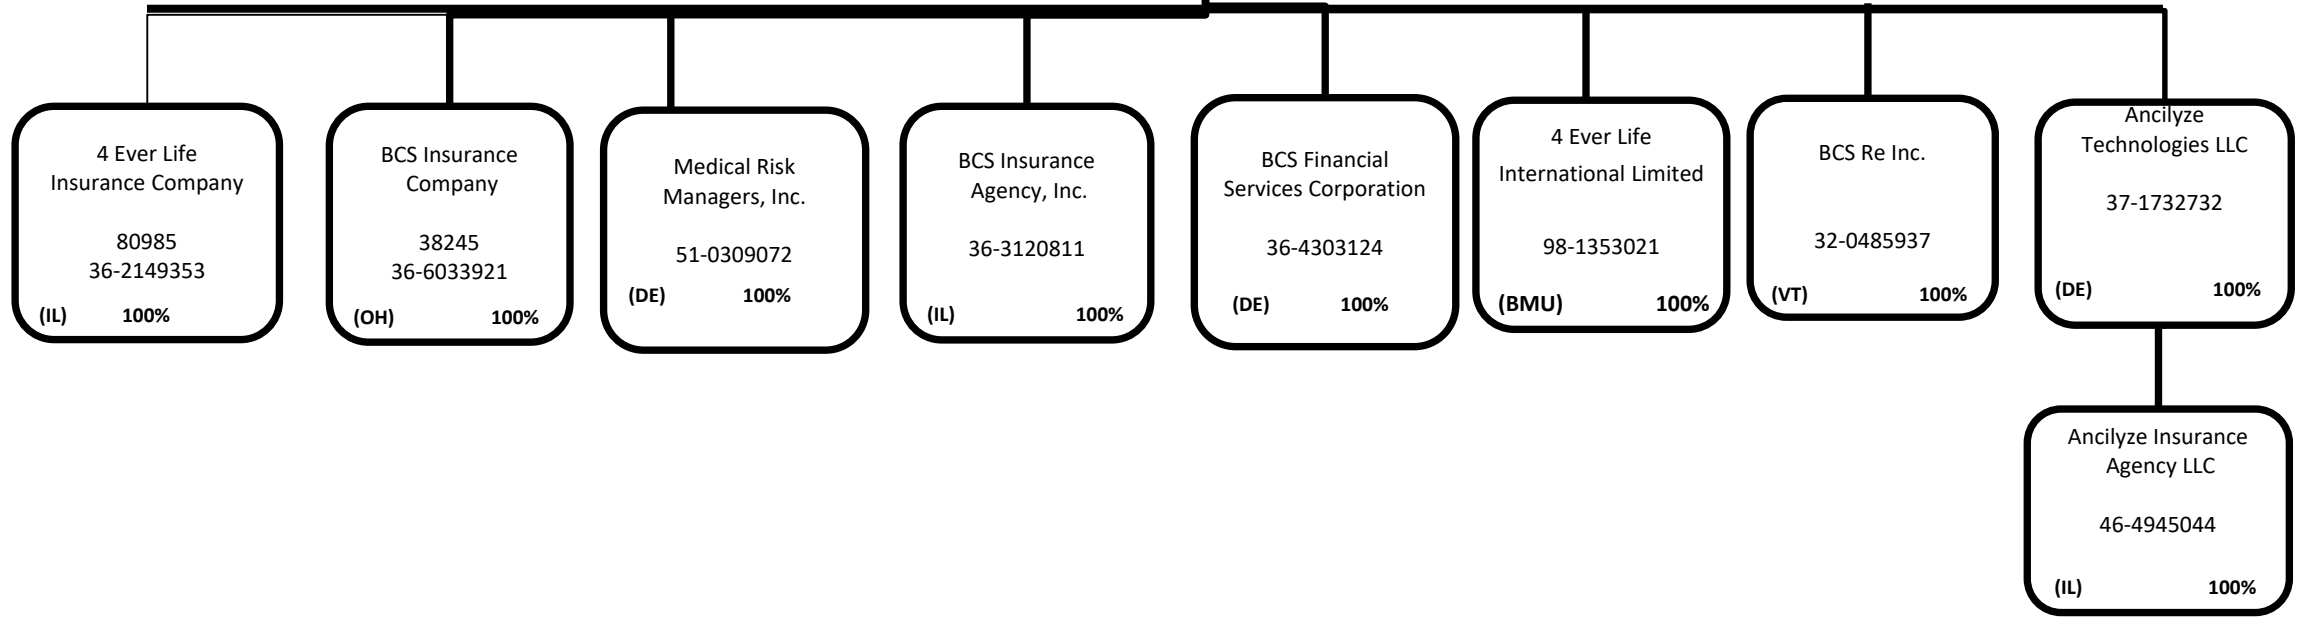 4 Ever Life
Insurance Company
80985
36-2149353
(IL) 100%
BCS Insurance
Company
38245
36-6033921
(OH) 100%
Medical Risk
Managers, Inc.
51-0309072
(DE) 100%
BCS Insurance
Agency, Inc.
36-3120811
(IL) 100%
BCS Financial
Services Corporation
36-4303124
(DE) 100%
4 Ever Life
International Limited
98-1353021
(BMU) 100%
BCS Re Inc.
32-0485937
(VT) 100%
Ancilyze
Technologies LLC
37-1732732
(DE) 100%
Ancilyze Insurance
Agency LLC
46-4945044
(IL) 100%